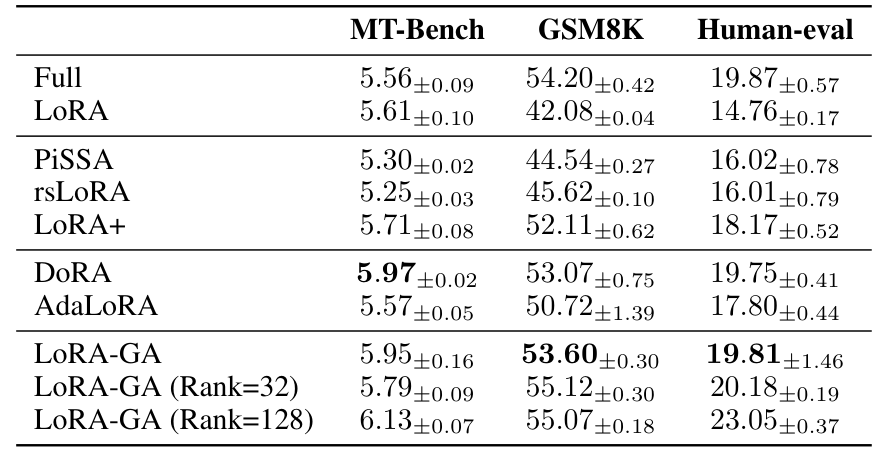 MT-Bench GSM8K Human-eval
Full 5.56±0.09 54.20±0.42 19.87±0.57
LoRA 5.61±0.10 42.08±0.04 14.76±0.17
PiSSA 5.30±0.02 44.54±0.27 16.02±0.78
rsLoRA 5.25±0.03 45.62±0.10 16.01±0.79
LoRA+ 5.71±0.08 52.11±0.62 18.17±0.52
DoRA 5.97±0.02 53.07±0.75 19.75±0.41
AdaLoRA 5.57±0.05 50.72±1.39 17.80±0.44
LoRA-GA 5.95±0.16 53.60±0.30 19.81±1.46
LoRA-GA (Rank=32) 5.79±0.09 55.12±0.30 20.18±0.19
LoRA-GA (Rank=128) 6.13±0.07 55.07±0.18 23.05±0.37